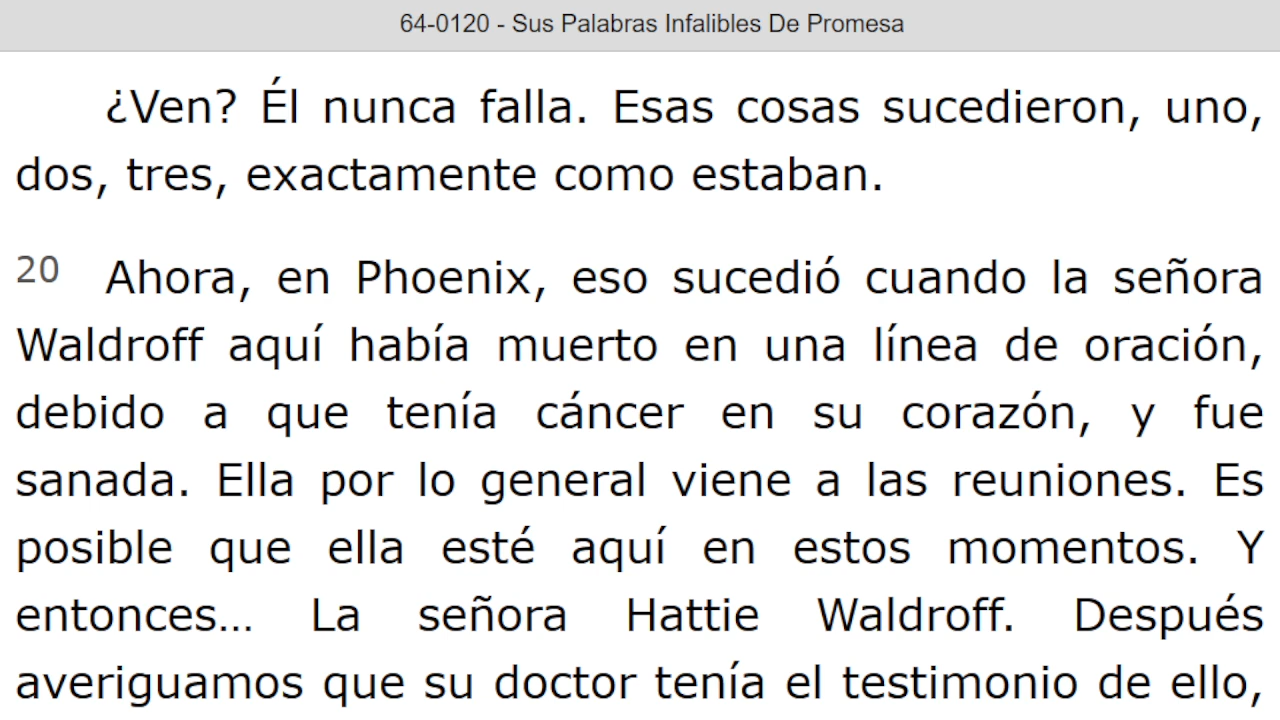 64-0120 - Sus Palabras Infalibles De Promesa
¿Ven? Él nunca falla. Esas cosas sucedieron, uno,
dos, tres, exactamente como estaban.
20 Ahora, en Phoenix, eso sucedió cuando la señora
Waldroff aquí había muerto en una línea de oración,
debido a que tenía cáncer en su corazón, y fue
sanada. Ella por lo general viene a las reuniones. Es
posible que ella esté aquí en estos momentos. Y
entonces... La señora Hattie Waldroff. Después
averiguamos que su doctor tenía el testimonio de ello,